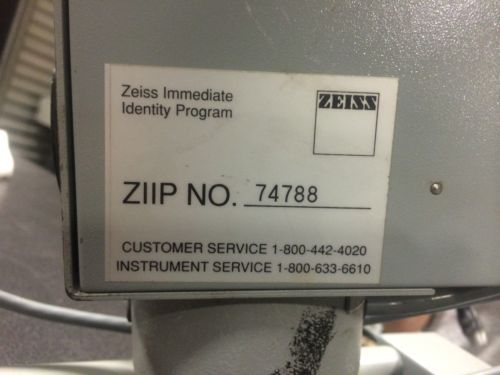 Zeiss Immediate
Identity Program
ZEISS
ZIIP NO. 74788
CUSTOMER SERVICE 1-800-442-4020
INSTRUMENT SERVICE 1-800-633-6610